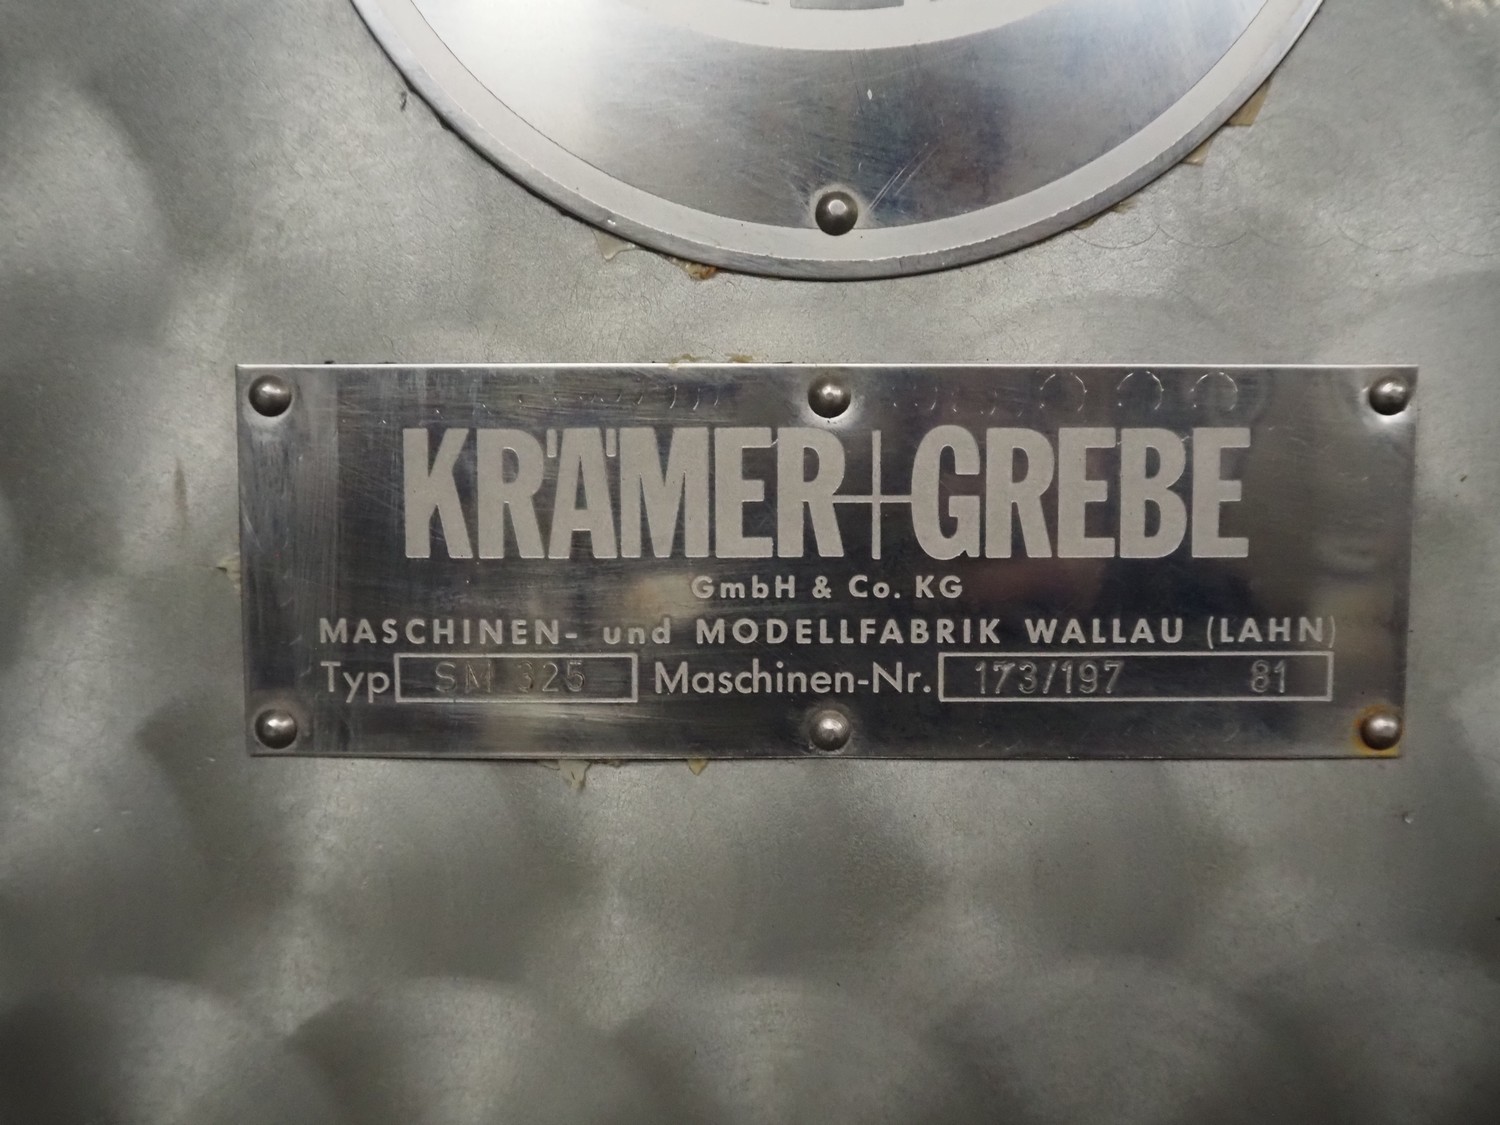 KRÄMER+GREBE
GmbH & Co. KG
MASCHINEN- und MODELLFABRIK WALLAU (LAHN)
Typ SM 325 Maschinen-Nr. 173/197 81